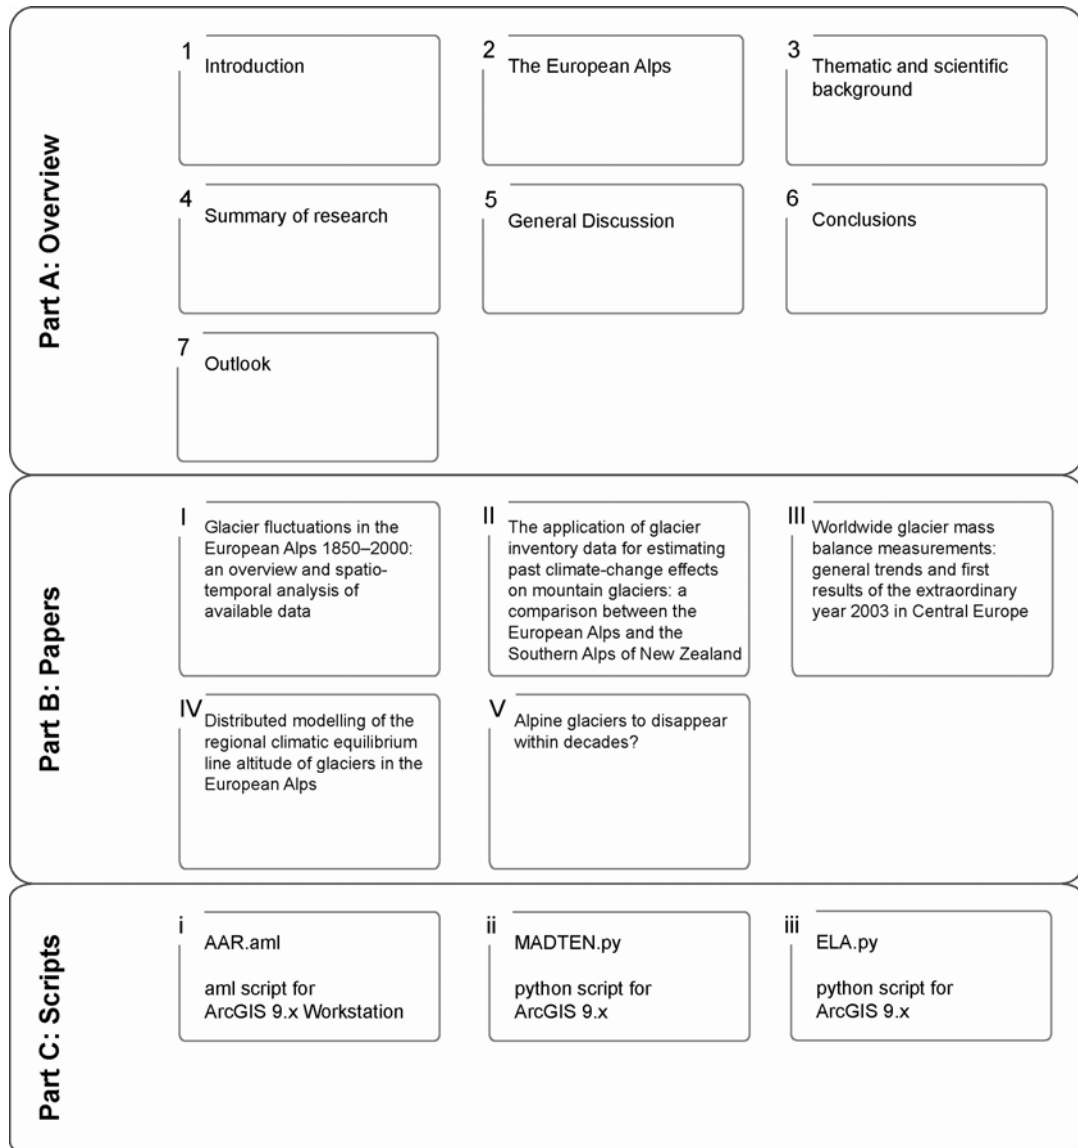 Part A: Overview
1
Introduction
2
The European Alps
3
Thematic and scientific
background
4
Summary of research
5
General Discussion
6
Conclusions
7
Outlook
Part B: Papers
I
Glacier fluctuations in the
European Alps 1850–2000:
an overview and spatio-
temporal analysis of
available data
II
The application of glacier
inventory data for estimating
past climate-change effects
on mountain glaciers: a
comparison between the
European Alps and the
Southern Alps of New Zealand
III
Worldwide glacier mass
balance measurements:
general trends and first
results of the extraordinary
year 2003 in Central Europe
IV
Distributed modelling of the
regional climatic equilibrium
line altitude of glaciers in the
European Alps
V
Alpine glaciers to disappear
within decades?
Part C: Scripts
i
AAR.aml
aml script for
ArcGIS 9.x Workstation
ii
MADTEN.py
python script for
ArcGIS 9.x
iii
ELA.py
python script for
ArcGIS 9.x